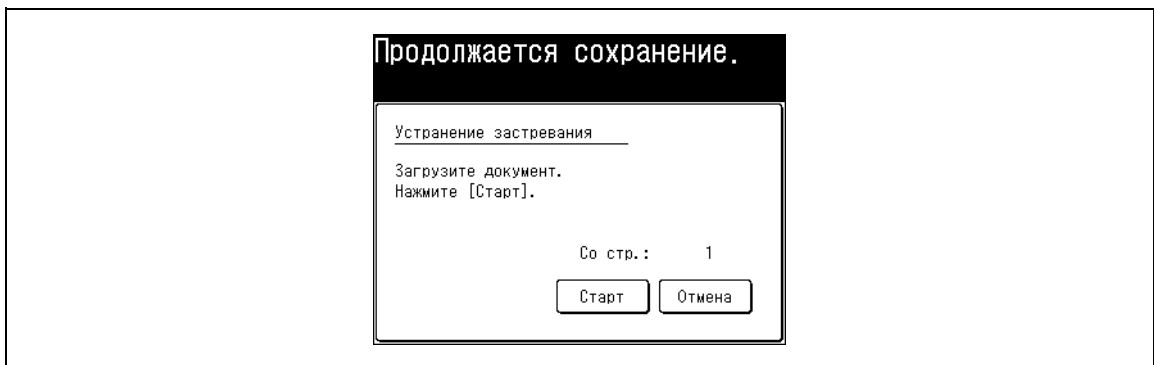 Продолжается сохранение.
Устранение застревания
Загрузите документ.
Нажмите [Старт].
Со стр.: 1
Старт Отмена